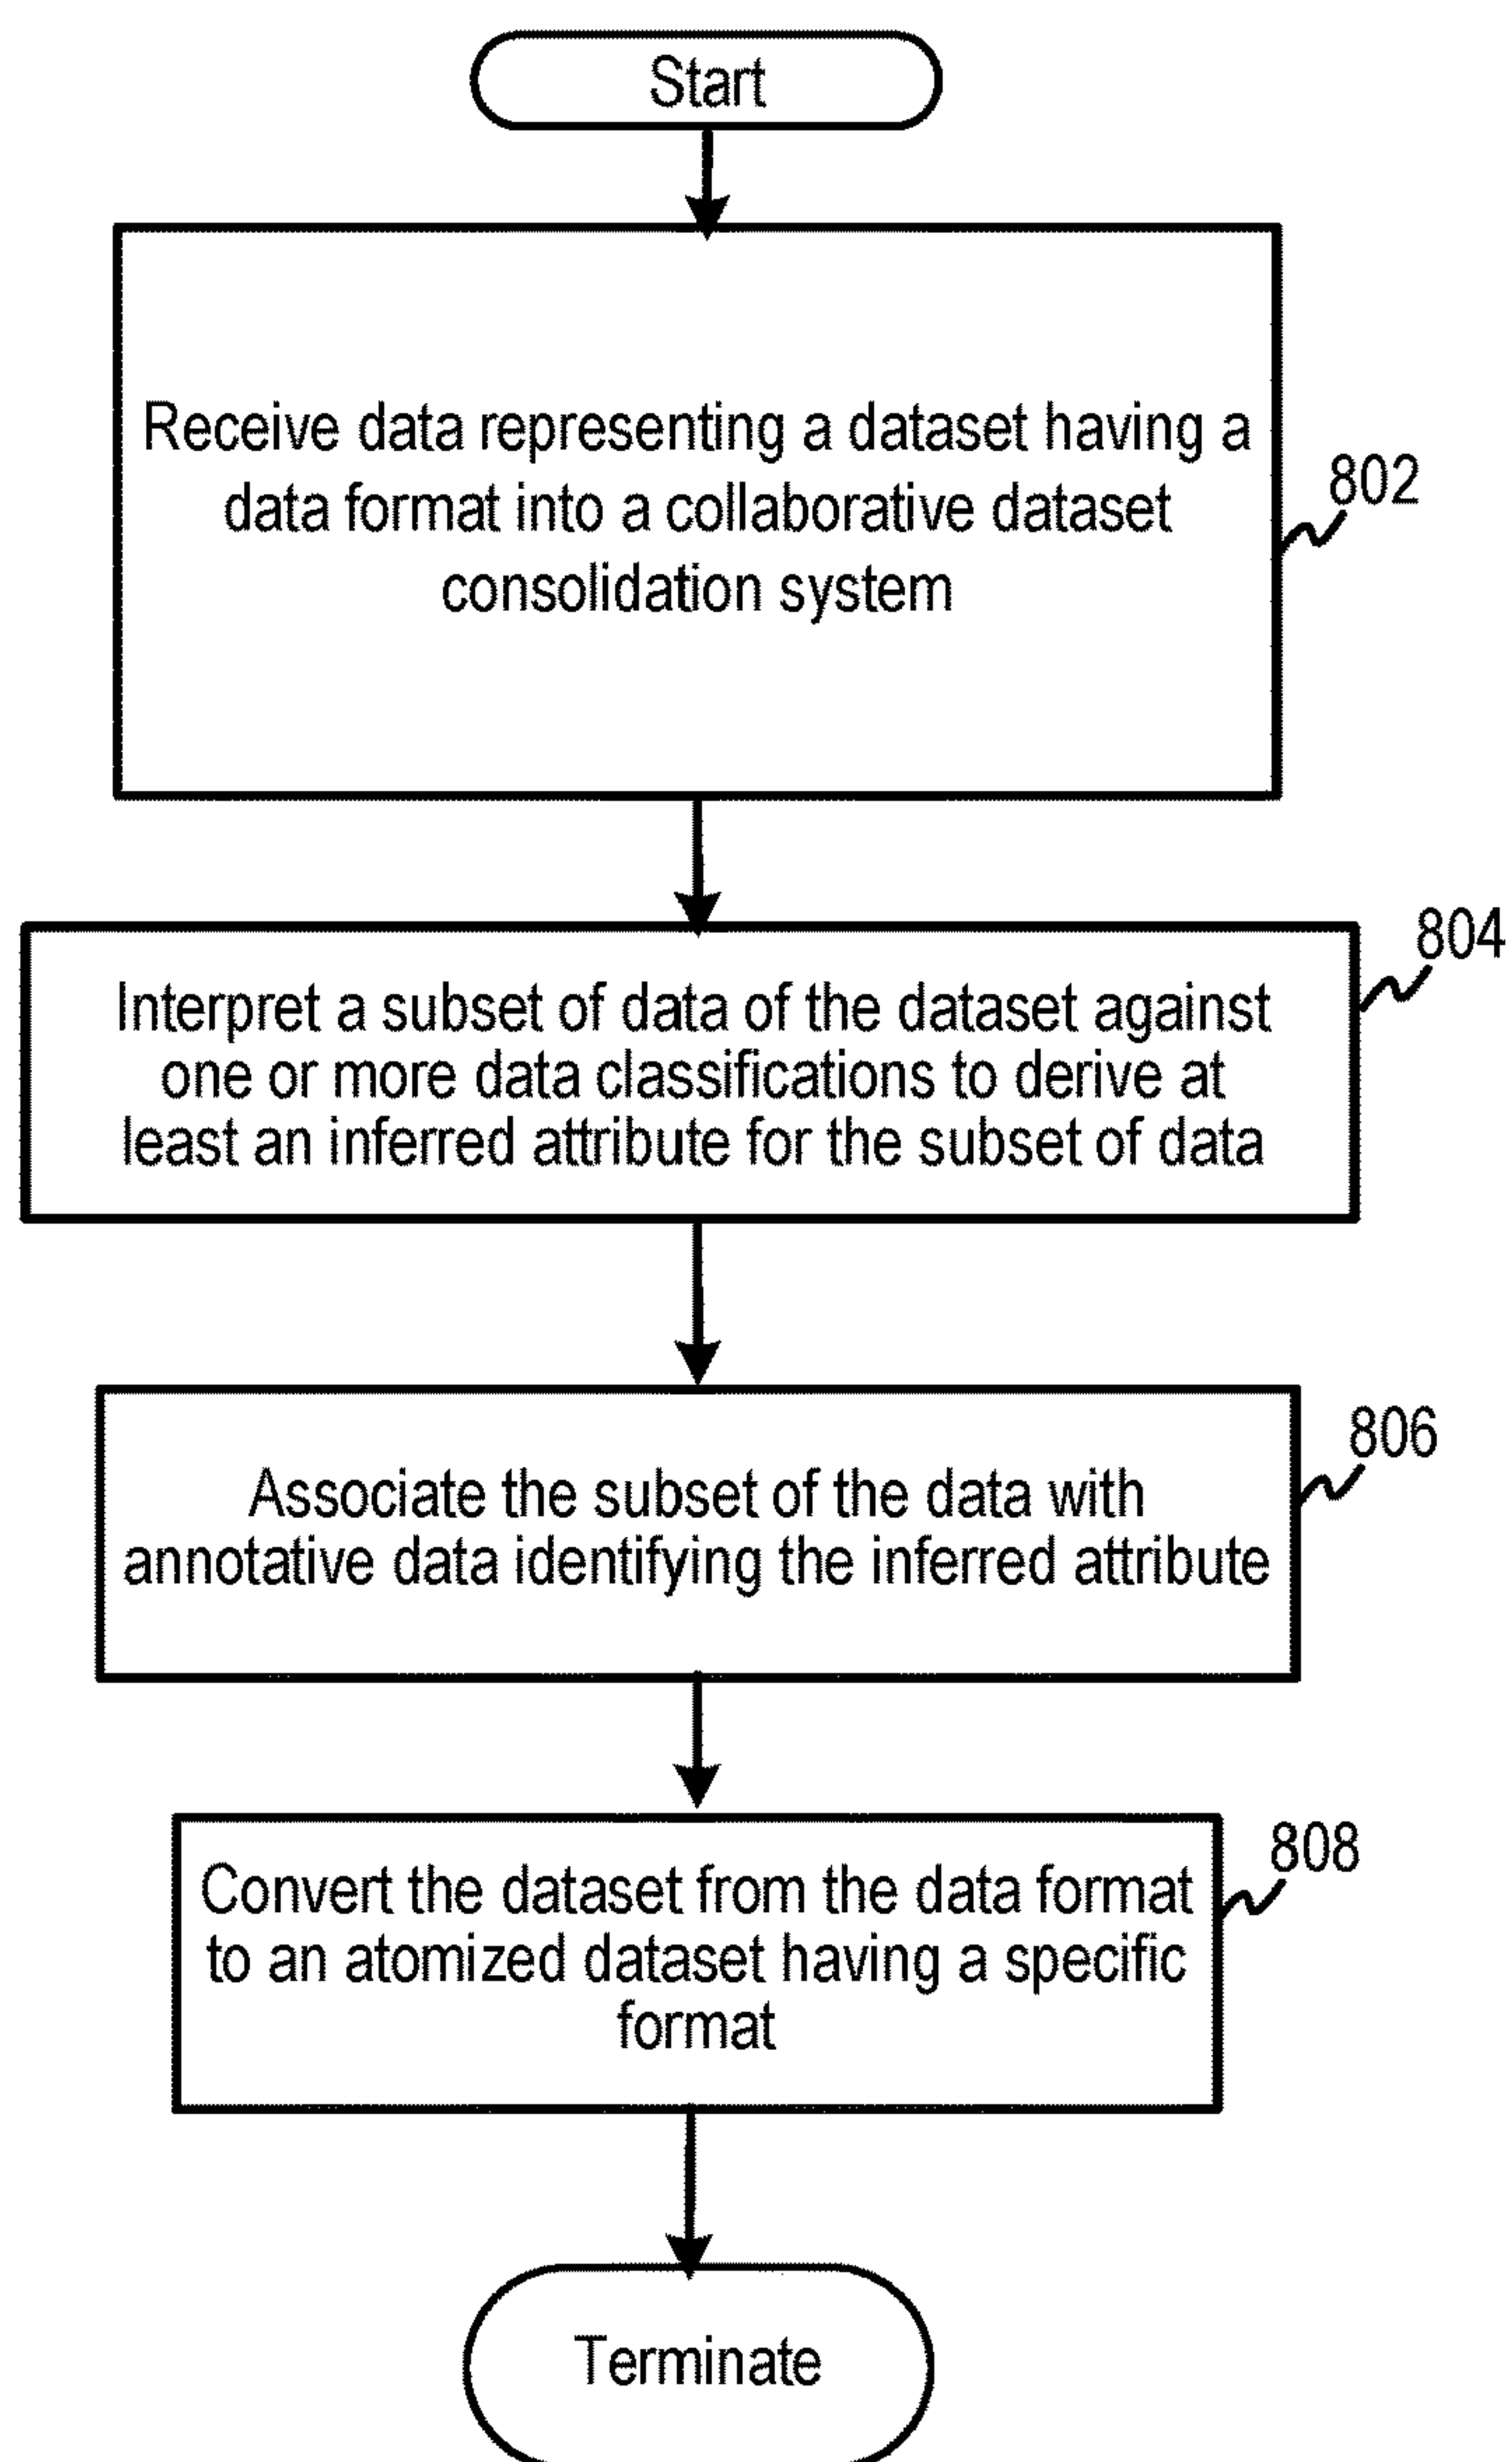 Start
Receive data representing a dataset having a
data format into a collaborative dataset
consolidation system
802
Interpret a subset of data of the dataset against
one or more data classifications to derive at
least an inferred attribute for the subset of data
804
Associate the subset of the data with
annotative data identifying the inferred attribute
806
Convert the dataset from the data format
to an atomized dataset having a specific
format
808
Terminate